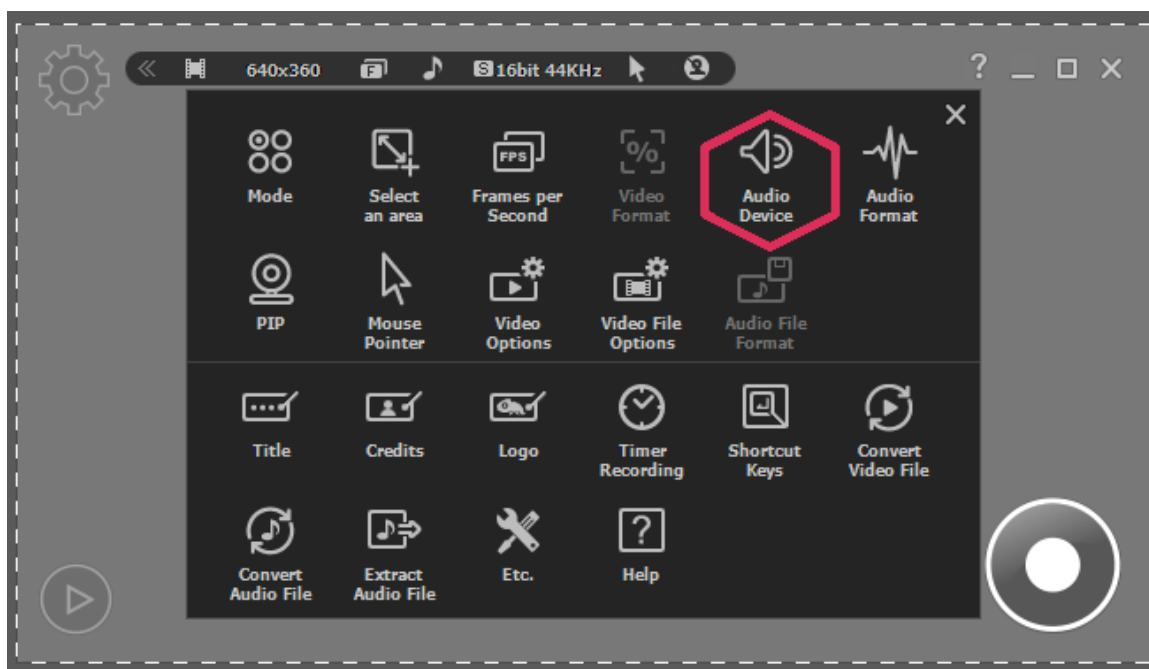 640x360 F S 16bit 44KHz ?
Mode
Select
an area
FPS
Frames per
Second
%
Video
Format
Audio
Device
Audio
Format
PIP
Mouse
Pointer
Video
Options
Video File
Options
Audio File
Format
Title
Credits
Logo
Timer
Recording
Shortcut
Keys
Convert
Video File
Convert
Audio File
Extract
Audio File
Etc.
?
Help